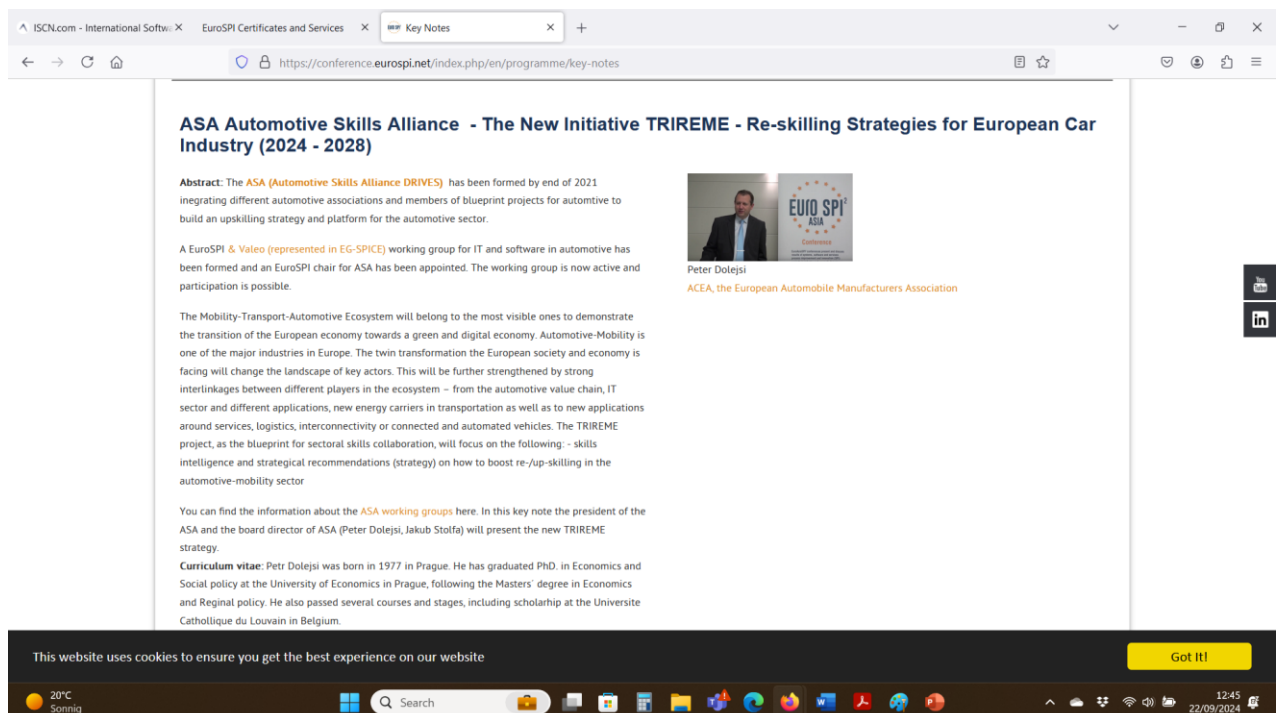 ISCN.com - International Softw
EuroSPI Certificates and Services
Key Notes
https://conference.eurospi.net/index.php/en/programme/key-notes
ASA Automotive Skills Alliance - The New Initiative TRIREME - Re-skilling Strategies for European Car
Industry (2024 - 2028)
Abstract: The ASA (Automotive Skills Alliance DRIVES) has been formed by end of 2021
inegrating different automotive associations and members of blueprint projects for automtive to
build an upskilling strategy and platform for the automotive sector.
A EuroSPI & Valeo (represented in EG-SPICE) working group for IT and software in automotive has
been formed and an EuroSPI chair for ASA has been appointed. The working group is now active and
participation is possible.
The Mobility-Transport-Automotive Ecosystem will belong to the most visible ones to demonstrate
the transition of the European economy towards a green and digital economy. Automotive-Mobility is
one of the major industries in Europe. The twin transformation the European society and economy is
facing will change the landscape of key actors. This will be further strengthened by strong
interlinkages between different players in the ecosystem – from the automotive value chain, IT
sector and different applications, new energy carriers in transportation as well as to new applications
around services, logistics, interconnectivity or connected and automated vehicles. The TRIREME
project, as the blueprint for sectoral skills collaboration, will focus on the following: - skills
intelligence and strategical recommendations (strategy) on how to boost re-/up-skilling in the
automotive-mobility sector
You can find the information about the ASA working groups here. In this key note the president of the
ASA and the board director of ASA (Peter Dolejsi, Jakub Stolfa) will present the new TRIREME
strategy.
Curriculum vitae: Petr Dolejsi was born in 1977 in Prague. He has graduated PhD. in Economics and
Social policy at the University of Economics in Prague, following the Masters´ degree in Economics
and Reginal policy. He also passed several courses and stages, including scholarhip at the Universite
Cathollique du Louvain in Belgium.
EURO SPI²
ASIA
Conference
Peter Dolejsi
ACEA, the European Automobile Manufacturers Association
You
Tube
in
This website uses cookies to ensure you get the best experience on our website
Got It!
20°C
Sonnig
Search
12:45
22/09/2024